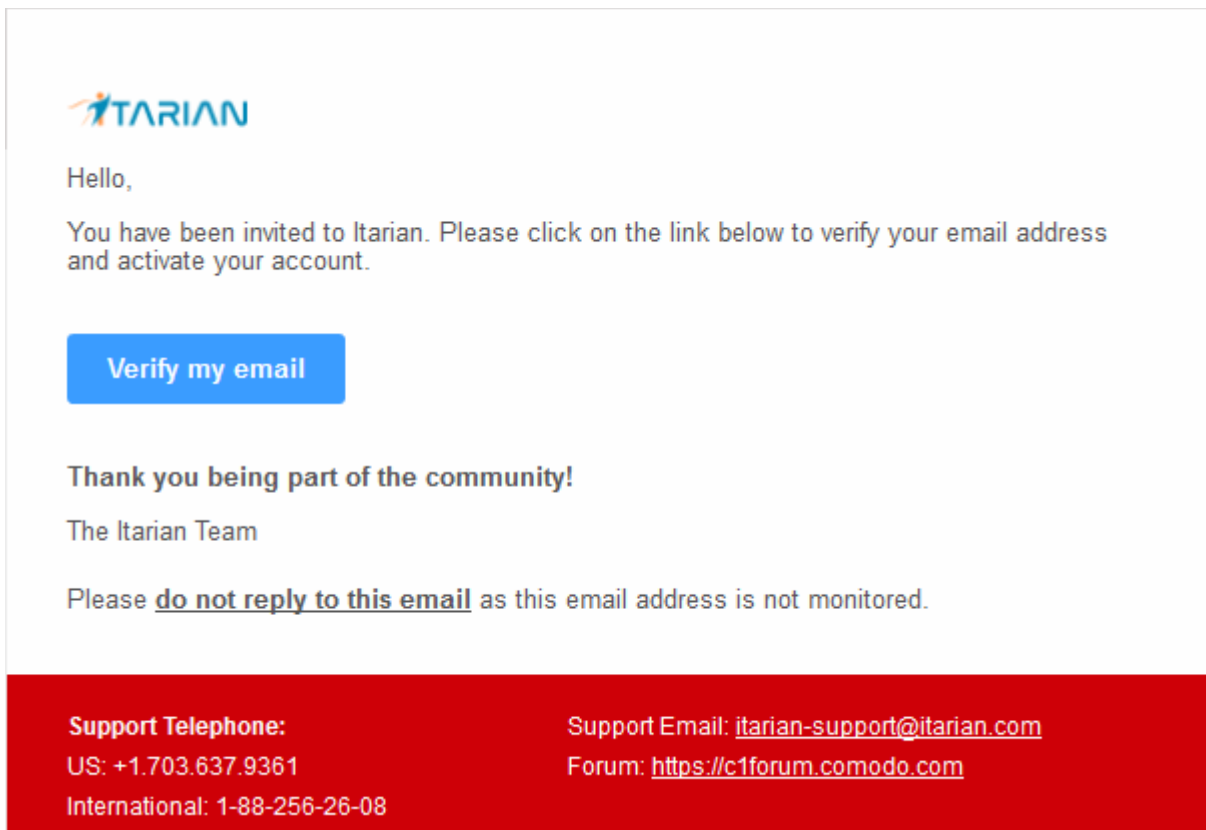 ITARIAN
Hello,
You have been invited to Itarian. Please click on the link below to verify your email address
and activate your account.
Verify my email
Thank you being part of the community!
The Itarian Team
Please do not reply to this email as this email address is not monitored.
Support Telephone:
US: +1.703.637.9361
International: 1-88-256-26-08
Support Email: itarian-support@itarian.com
Forum: https://c1forum.comodo.com